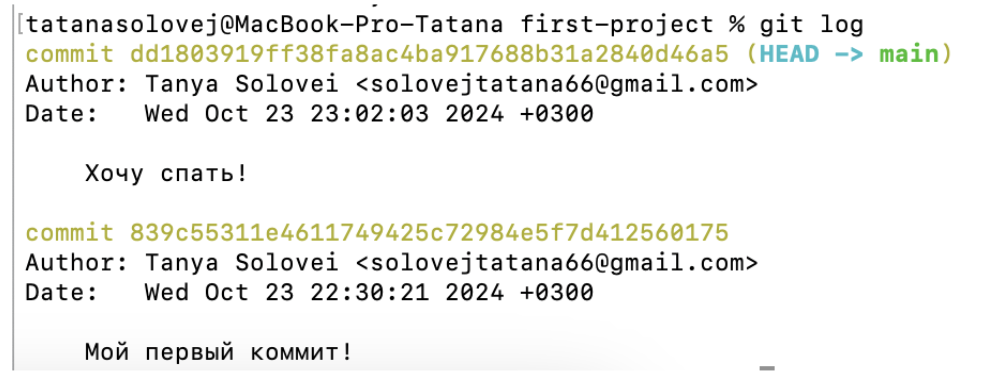 [tatanasolovej@MacBook-Pro-Tatana first-project % git log
commit dd1803919ff38fa8ac4ba917688b31a2840d46a5 (HEAD -> main)
Author: Tanya Solovei <solovejtatana66@gmail.com>
Date:   Wed Oct 23 23:02:03 2024 +0300
Хочу спать!
commit 839c55311e4611749425c72984e5f7d412560175
Author: Tanya Solovei <solovejtatana66@gmail.com>
Date:   Wed Oct 23 22:30:21 2024 +0300
Мой первый коммит!